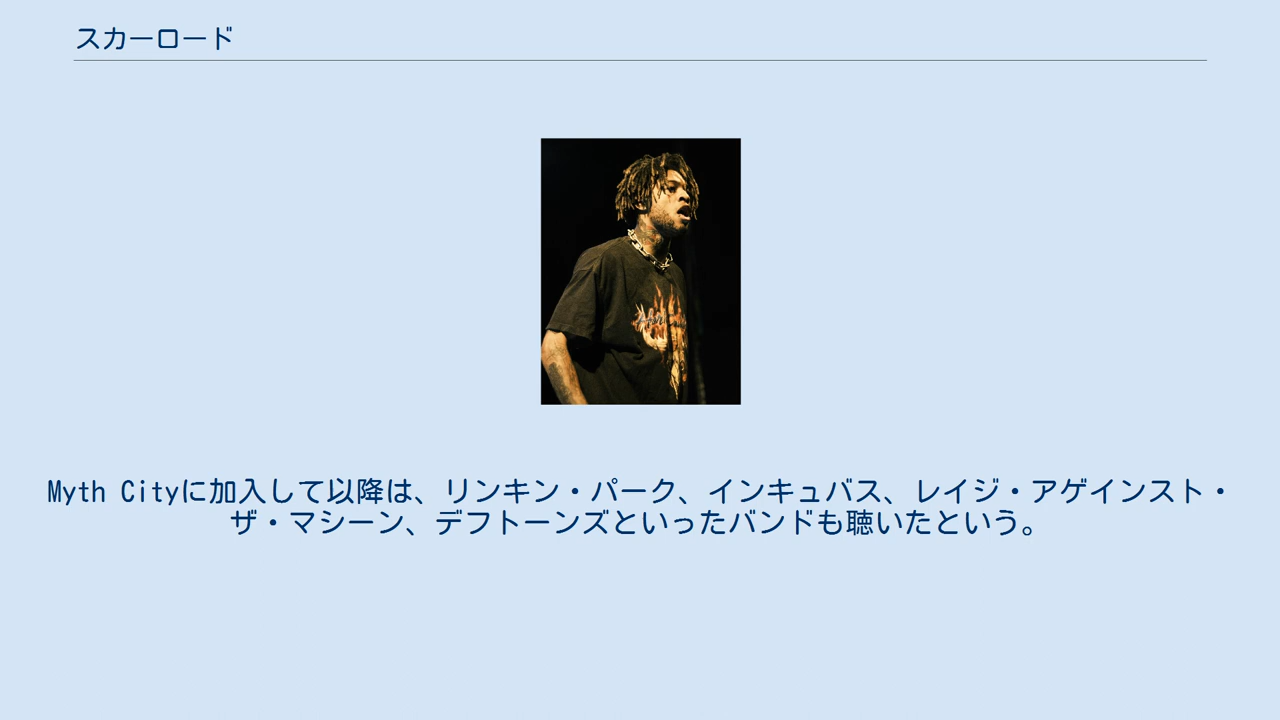 スカーロード
Myth Cityに加入して以降は、リンキン・パーク、インキュバス、レイジ・アゲインスト・
ザ・マシーン、デフトーンズといったバンドも聴いたという。